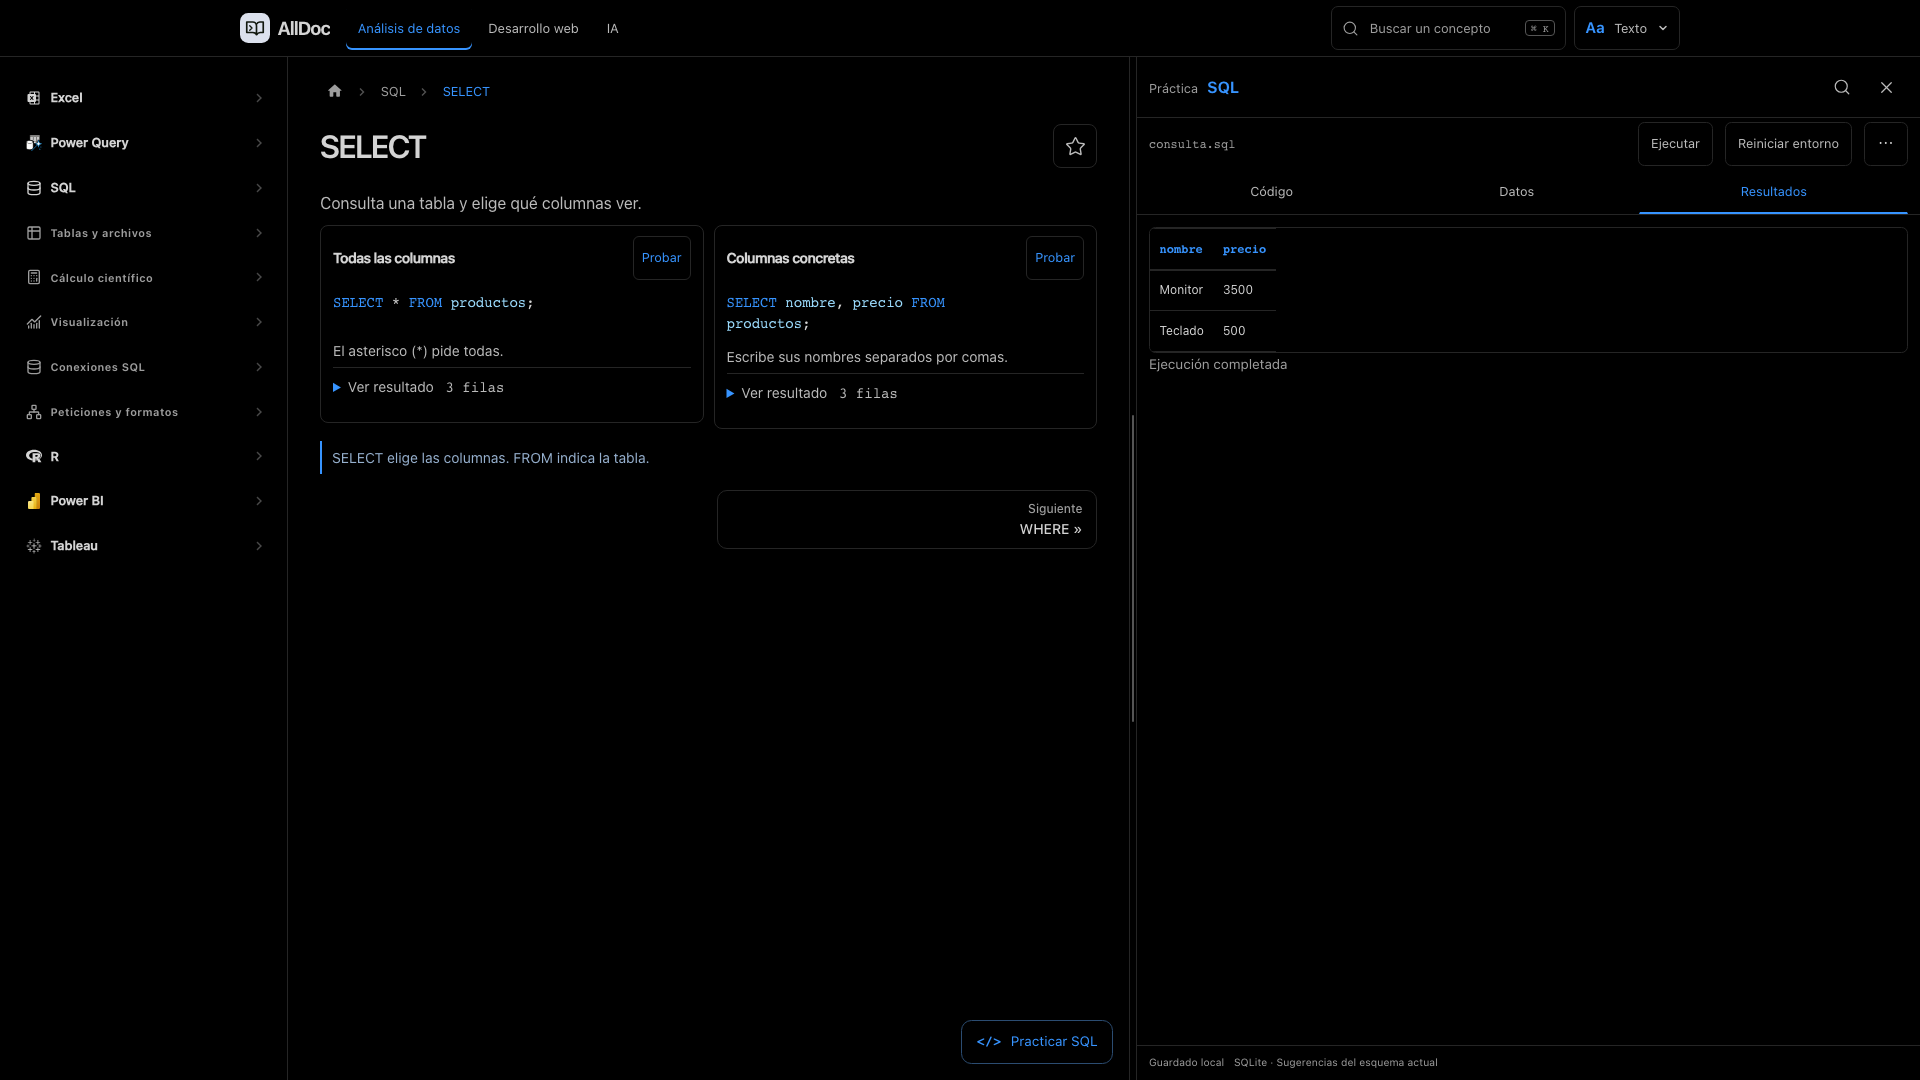 AllDoc
Análisis de datos
Desarrollo web
IA
Buscar un concepto
⌘ K
Aa Texto
Excel
Power Query
SQL
Tablas y archivos
Cálculo científico
Visualización
Conexiones SQL
Peticiones y formatos
R
Power BI
Tableau
SQL
SELECT
SELECT
Consulta una tabla y elige qué columnas ver.
Todas las columnas
Probar
SELECT * FROM productos;
El asterisco (*) pide todas.
Ver resultado 3 filas
Columnas concretas
Probar
SELECT nombre, precio FROM
productos;
Escribe sus nombres separados por comas.
Ver resultado 3 filas
SELECT elige las columnas. FROM indica la tabla.
Siguiente
WHERE »
</> Practicar SQL
Práctica SQL
consulta.sql
Ejecutar
Reiniciar entorno
···
Código
Datos
Resultados
nombre precio
Monitor 3500
Teclado 500
Ejecución completada
Guardado local SQLite · Sugerencias del esquema actual